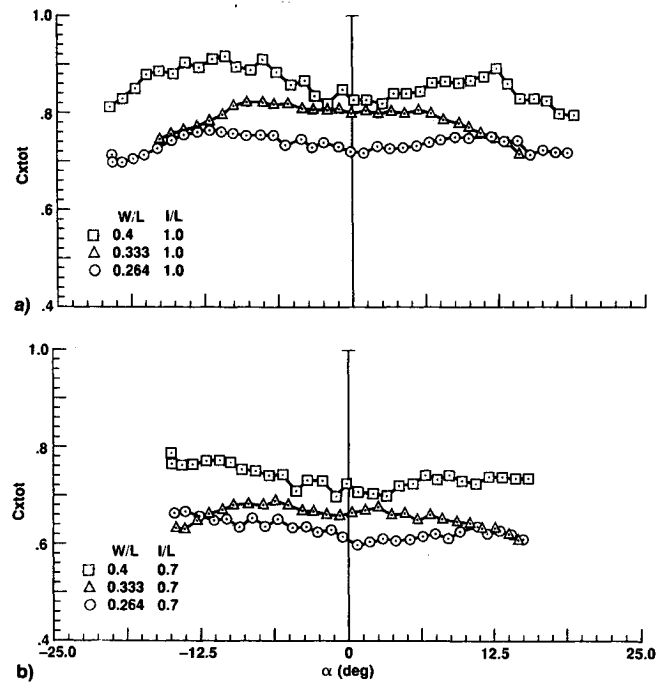 1.0
.8
Cxtot
.6
W/L I/L
0.4 1.0
0.333 1.0
0.264 1.0
.4
a)
1.0
.8
Cxtot
.6
W/L I/L
0.4 0.7
0.333 0.7
0.264 0.7
.4
-25.0 -12.5 0 12.5 25.0
b)
α (deg)